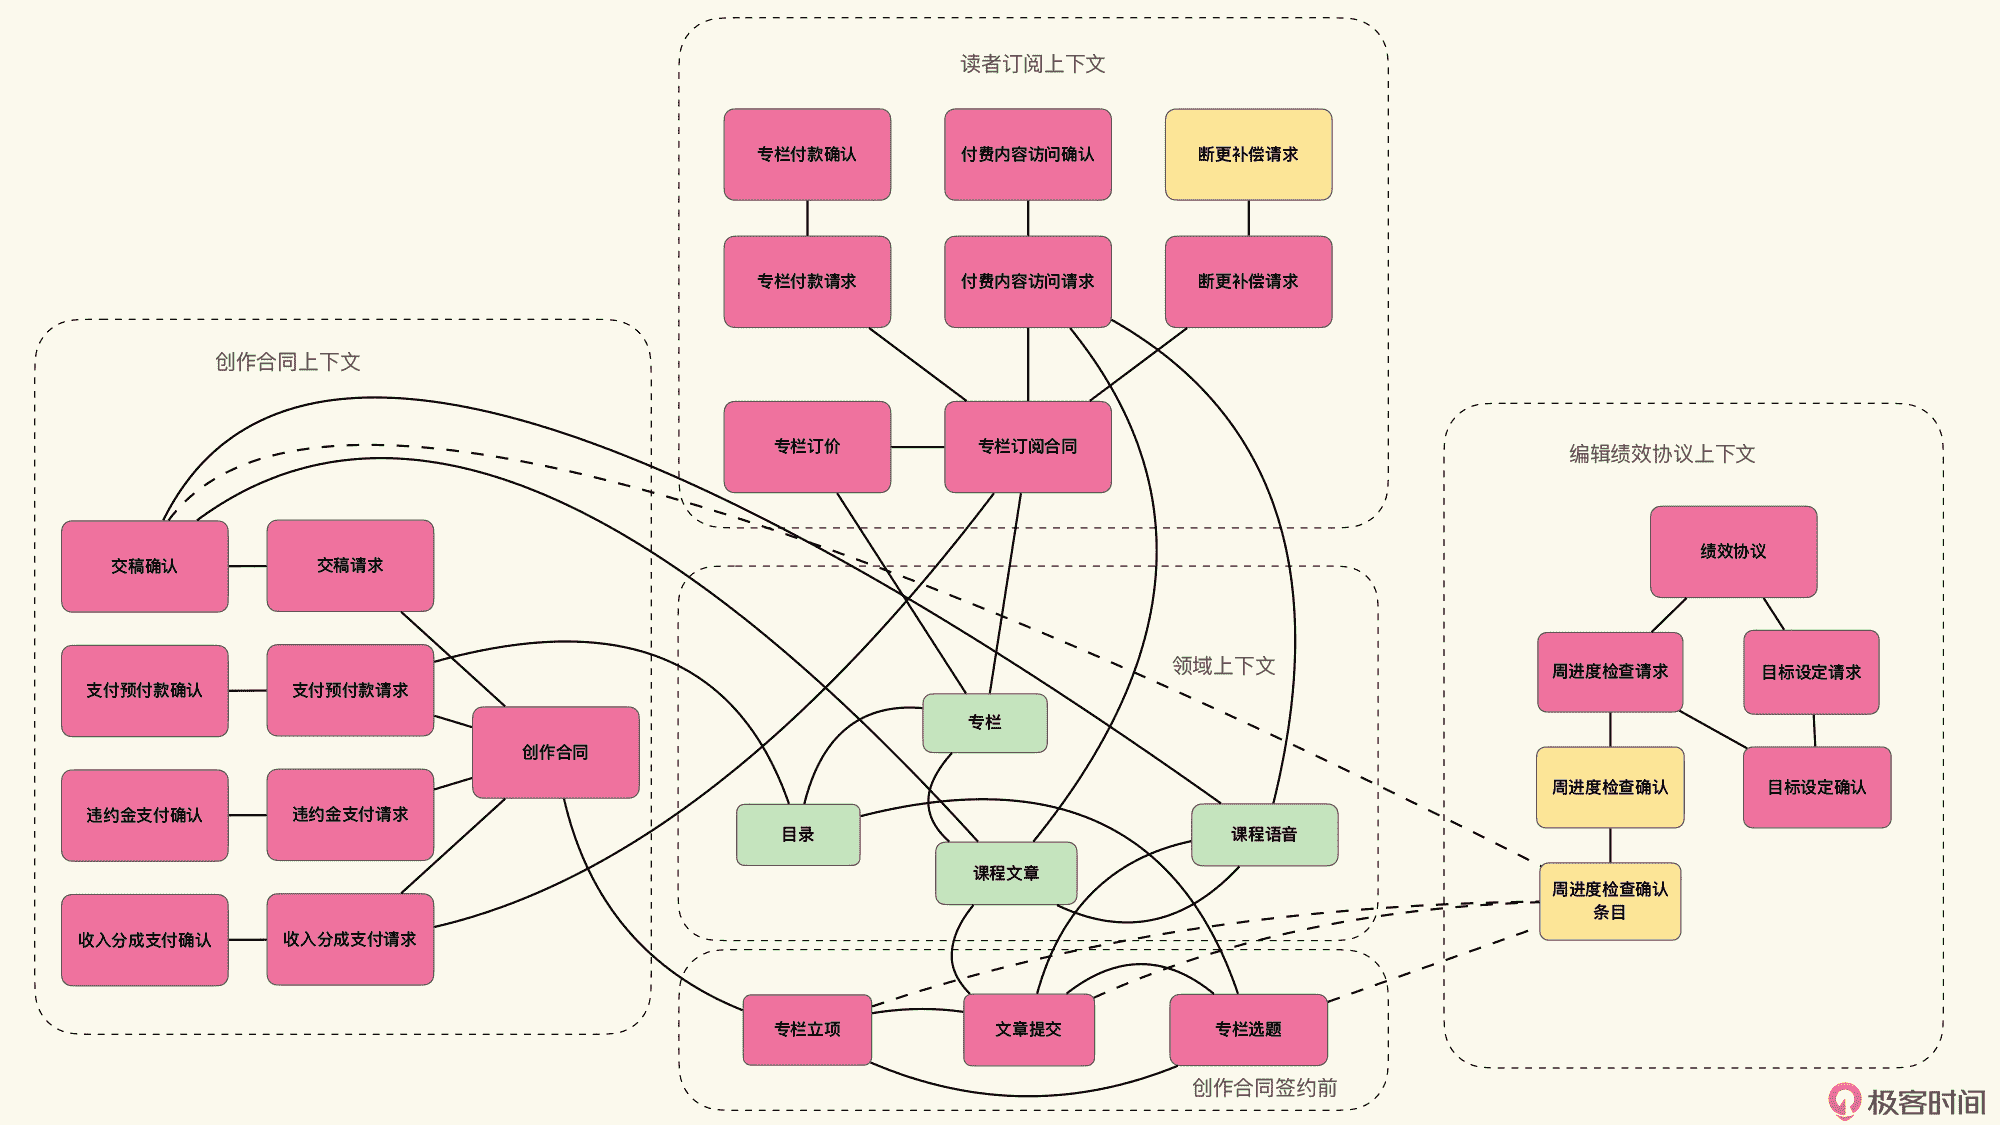 读者订阅上下文
专栏付款确认
付费内容访问确认
断更补偿请求
专栏付款请求
付费内容访问请求
断更补偿请求
专栏订价
专栏订阅合同
创作合同上下文
交稿确认
交稿请求
支付预付款确认
支付预付款请求
创作合同
违约金支付确认
违约金支付请求
收入分成支付确认
收入分成支付请求
领域上下文
专栏
目录
课程文章
课程语音
专栏立项
文章提交
专栏选题
创作合同签约前
编辑绩效协议上下文
绩效协议
周进度检查请求
目标设定请求
周进度检查确认
目标设定确认
周进度检查确认
条目
极客时间